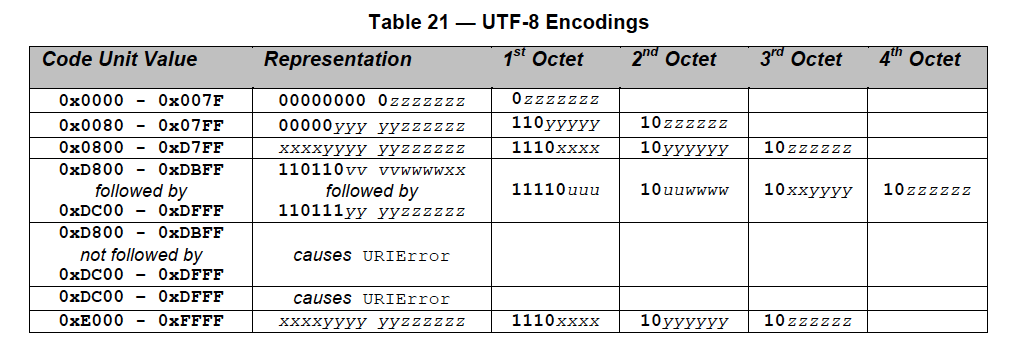 Table 21 — UTF-8 Encodings
Code Unit Value Representation 1st Octet 2nd Octet 3rd Octet 4th Octet
0x0000 - 0x007F 00000000 0zzzzzzz 0zzzzzzz
0x0080 - 0x07FF 00000yyy yyzzzzzz 110yyyyy 10zzzzzz
0x0800 - 0xD7FF xxxxyyyy yyzzzzzz 1110xxxx 10yyyyyy 10zzzzzz
0xD800 - 0xDBFF 110110vv vvwwwwxx
followed by followed by 11110uuu 10uuwwww 10xxyyyy 10zzzzzz
0xDC00 – 0xDFFF 110111yy yyzzzzzz
0xD800 - 0xDBFF
not followed by causes URIError
0xDC00 – 0xDFFF
0xDC00 – 0xDFFF causes URIError
0xE000 - 0xFFFF xxxxyyyy yyzzzzzz 1110xxxx 10yyyyyy 10zzzzzz